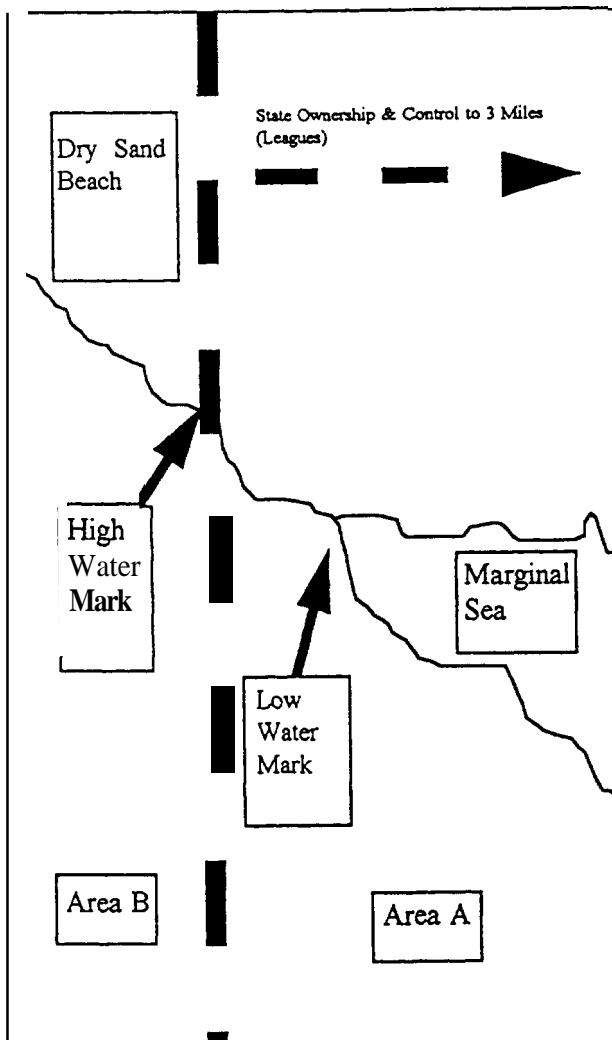 State Ownership & Control to 3 Miles
(Leagues)
Dry Sand
Beach
High
Water
Mark
Marginal
Sea
Low
Water
Mark
Area B
Area A